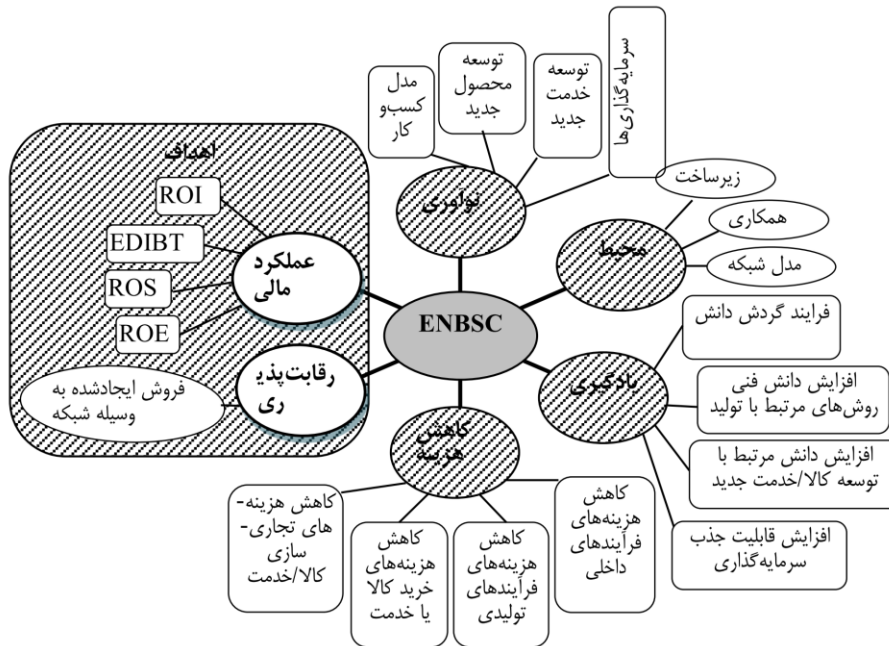 سرمایه‌گذاری‌ها
توسعه
خدمت
جدید
توسعه
محصول
جدید
مدل
کسب‌و
کار
نوآوری
زیرساخت
همکاری
مدل شبکه
محیط
اهداف
ROI
EDIBT
ROS
ROE
عملکرد
مالی
ENBSC
رقابت‌پذی
ری
فروش ایجادشده به
وسیله شبکه
فرایند گردش دانش
افزایش دانش فنی
روش‌های مرتبط با تولید
افزایش دانش مرتبط با
توسعه کالا/خدمت جدید
افزایش قابلیت جذب
سرمایه‌گذاری
یادگیری
کاهش
هزینه
کاهش
هزینه‌های
فرآیندهای
داخلی
کاهش
هزینه‌های
فرآیندهای
تولیدی
کاهش
هزینه‌های
خرید کالا
یا خدمت
کاهش هزینه-
های تجاری-
سازی
کالا/خدمت